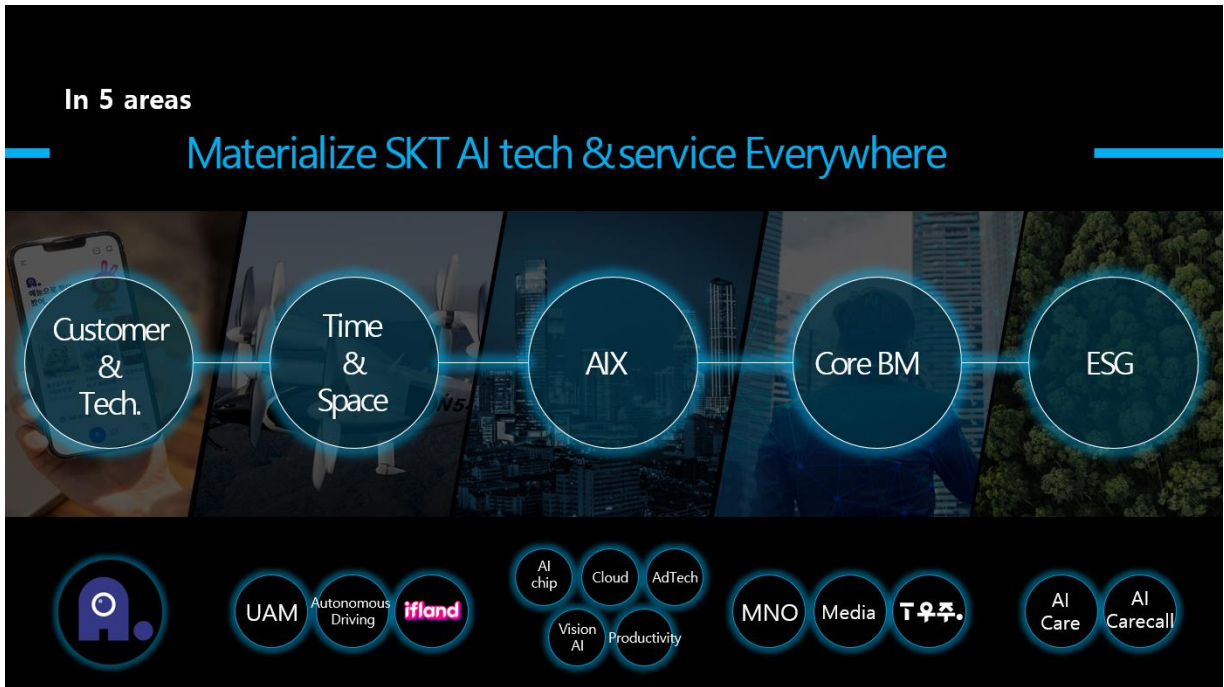 In 5 areas
Materialize SKT AI tech & service Everywhere
Customer
&
Tech.
Time
&
Space
AIX
Core BM
ESG
A.
UAM
Autonomous
Driving
ifland
AI
chip
Cloud
AdTech
Vision
AI
Productivity
MNO
Media
T우주.
AI
Care
AI
Carecall